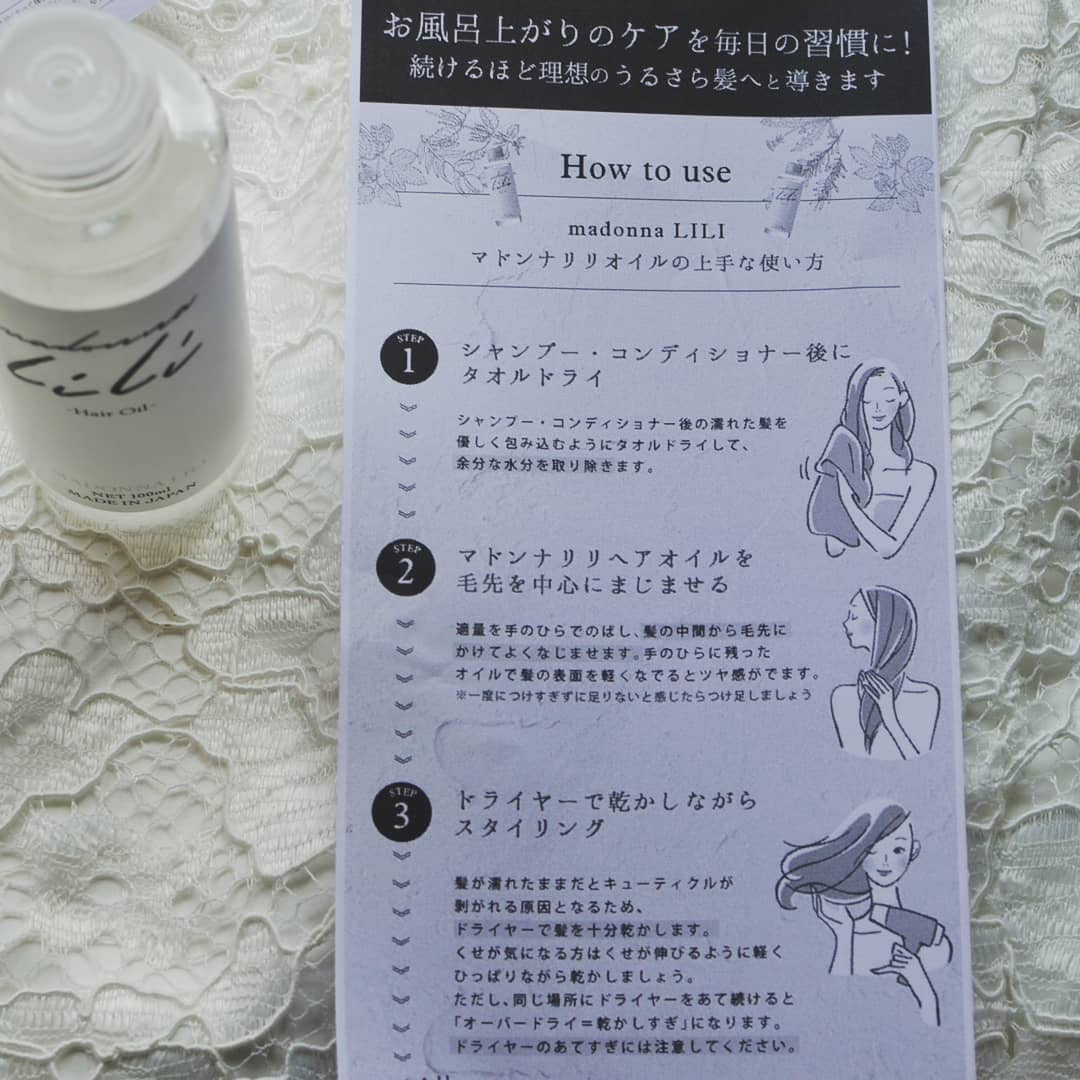 お風呂上がりのケアを毎日の習慣に!
続けるほど理想のうるさら髪へと導きます
How to use
madonna LILI
マドンナリリオイルの上手な使い方
STEP
1
シャンプー・コンディショナー後に
タオルドライ
シャンプー・コンディショナー後の濡れた髪を
優しく包み込むようにタオルドライして、
余分な水分を取り除きます。
STEP
2
マドンナリリヘアオイルを
毛先を中心にまじませる
適量を手のひらでのばし、髪の中間から毛先に
かけてよくなじませます。手のひらに残った
オイルで髪の表面を軽くなでるとツヤ感がでます。
※一度につけすぎずに足りないと感じたらつけ足しましょう
STEP
3
ドライヤーで乾かしながら
スタイリング
髪が濡れたままだとキューティクルが
剥がれる原因となるため、
ドライヤーで髪を十分乾かします。
くせが気になる方はくせが伸びるように軽く
ひっぱりながら乾かしましょう。
ただし、同じ場所にドライヤーをあて続けると
「オーバードライ=乾かしすぎ」になります。
ドライヤーのあてすぎには注意してください。
madonna
LiLi
-Hair Oil-
MADONNA LILI
NET 100ml
MADE IN JAPAN